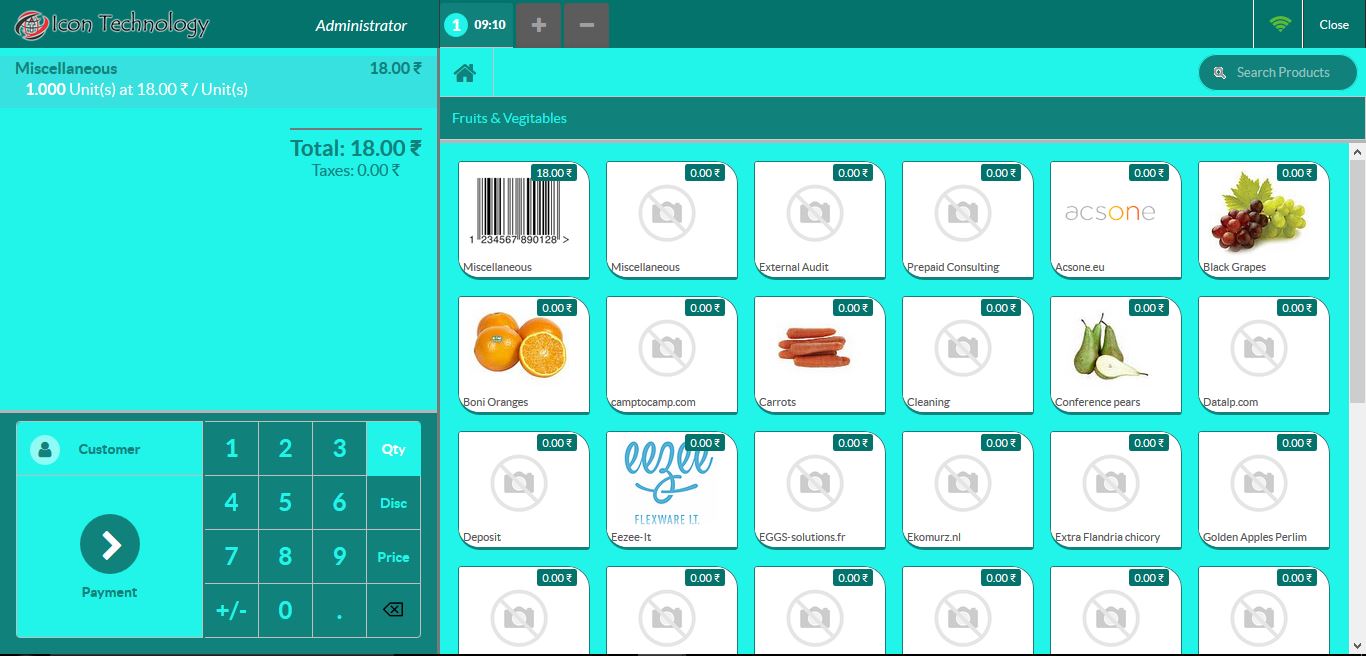 Icon Technology
Administrator
1 09:10 + −
Close
Miscellaneous 18.00 ₹
1.000 Unit(s) at 18.00 ₹ / Unit(s)
Total: 18.00 ₹
Taxes: 0.00 ₹
Search Products
Fruits & Vegitables
18.00 ₹
1 234567 890128 >
Miscellaneous
0.00 ₹
Miscellaneous
0.00 ₹
External Audit
0.00 ₹
Prepaid Consulting
0.00 ₹
acsone
Acsone.eu
0.00 ₹
Black Grapes
0.00 ₹
Boni Oranges
0.00 ₹
camptocamp.com
0.00 ₹
Carrots
0.00 ₹
Cleaning
0.00 ₹
Conference pears
0.00 ₹
Datalp.com
0.00 ₹
Deposit
0.00 ₹
eezee
FLEXWARE I.T.
Eezee-It
0.00 ₹
EGGS-solutions.fr
0.00 ₹
Ekomurz.nl
0.00 ₹
Extra Flandria chicory
0.00 ₹
Golden Apples Perlim
0.00 ₹
0.00 ₹
0.00 ₹
0.00 ₹
0.00 ₹
0.00 ₹
Customer
Payment
1 2 3 Qty
4 5 6 Disc
7 8 9 Price
+/- 0 .